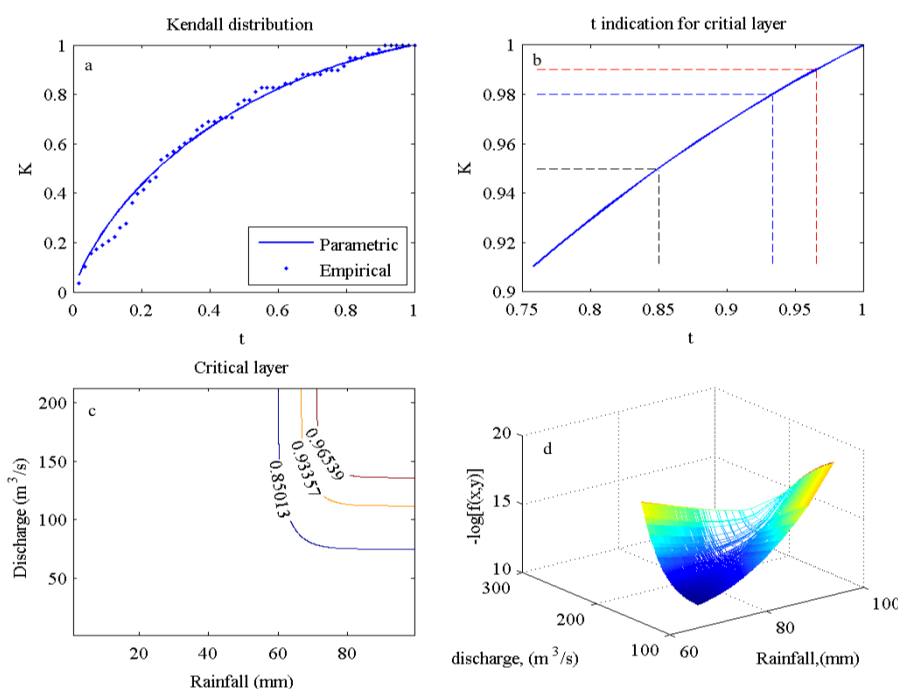 Kendall distribution
a
K
1
0.8
0.6
0.4
0.2
0
0 0.2 0.4 0.6 0.8 1
t
Parametric
Empirical
t indication for critial layer
b
K
1
0.98
0.96
0.94
0.92
0.9
0.75 0.8 0.85 0.9 0.95 1
t
Critical layer
c
Discharge (m³/s)
200
150
100
50
0.85013
0.93357
0.96539
20 40 60 80
Rainfall (mm)
d
-log[f(x,y)]
20
15
10
300
200
100
discharge, (m³/s)
60
80
100
Rainfall,(mm)